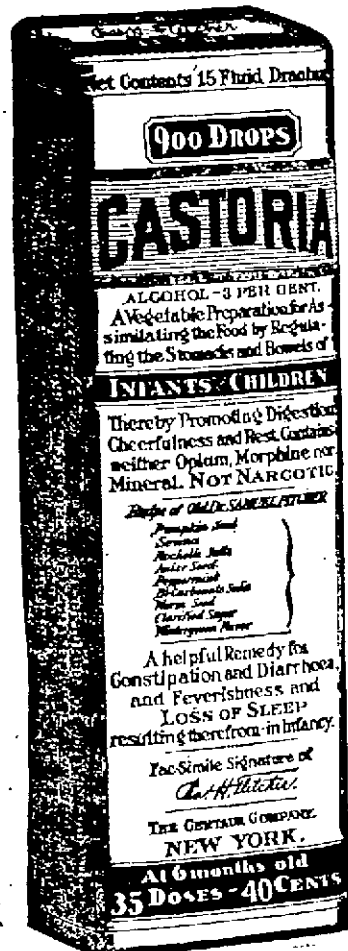 Net Contents 15 Fluid Drachms
900 DROPS
CASTORIA
ALCOHOL-3 PER CENT.
A Vegetable Preparation for As-
similating the Food by Regula-
ting the Stomachs and Bowels of
INFANTS CHILDREN
Thereby Promoting Digestion
Cheerfulness and Rest. Contains
neither Opium, Morphine nor
Mineral. NOT NARCOTIC
Recipe of Old Dr. SAMUEL PITCHER
Pumpkin Seed
Senna
Rochelle Salts
Anise Seed
Peppermint
Bi-Carbonate Soda
Worm Seed
Clarified Sugar
Wintergreen Flavor
A helpful Remedy for
Constipation and Diarrhoea,
and Feverishness and
LOSS OF SLEEP
resulting therefrom-in Infancy.
Fac-Simile Signature of
Chas. H. Fletcher.
THE CENTAUR COMPANY.
NEW YORK.
At 6 months old
35 DOSES-40 CENTS